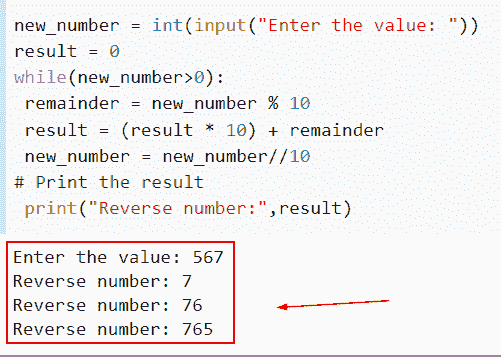 new_number = int(input("Enter the value: "))
result = 0
while(new_number>0):
 remainder = new_number % 10
 result = (result * 10) + remainder
 new_number = new_number//10
# Print the result
 print("Reverse number:",result)
Enter the value: 567
Reverse number: 7
Reverse number: 76
Reverse number: 765